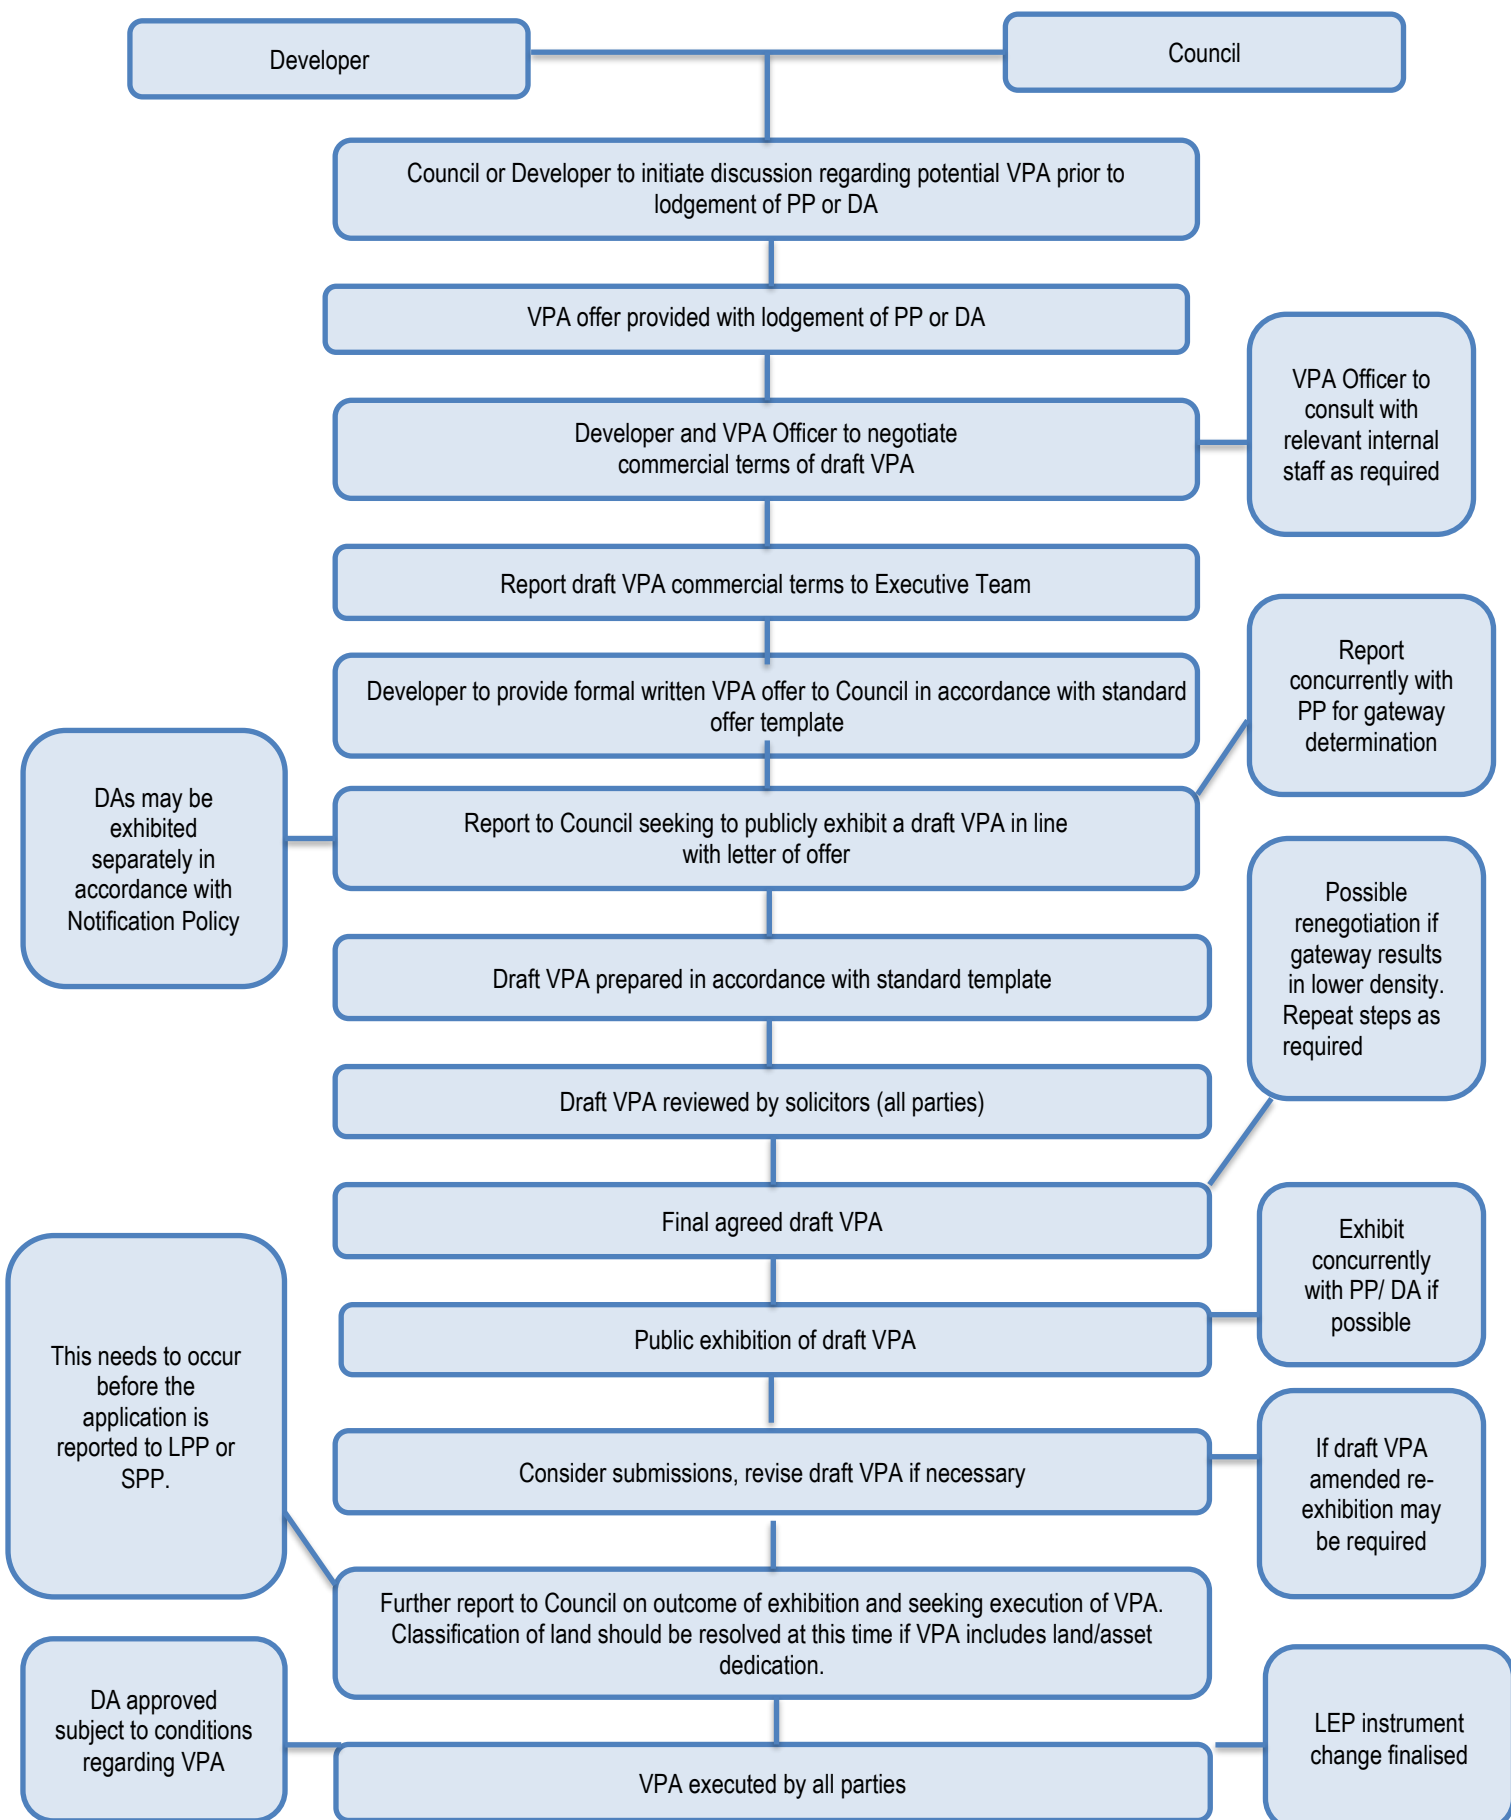 Developer
Council
Council or Developer to initiate discussion regarding potential VPA prior to
lodgement of PP or DA
VPA offer provided with lodgement of PP or DA
VPA Officer to
consult with
relevant internal
staff as required
Developer and VPA Officer to negotiate
commercial terms of draft VPA
Report draft VPA commercial terms to Executive Team
Report
concurrently with
PP for gateway
determination
Developer to provide formal written VPA offer to Council in accordance with standard
offer template
DAs may be
exhibited
separately in
accordance with
Notification Policy
Report to Council seeking to publicly exhibit a draft VPA in line
with letter of offer
Possible
renegotiation if
gateway results
in lower density.
Repeat steps as
required
Draft VPA prepared in accordance with standard template
Draft VPA reviewed by solicitors (all parties)
Final agreed draft VPA
Exhibit
concurrently
with PP/ DA if
possible
Public exhibition of draft VPA
This needs to occur
before the
application is
reported to LPP or
SPP.
Consider submissions, revise draft VPA if necessary
If draft VPA
amended re-
exhibition may
be required
Further report to Council on outcome of exhibition and seeking execution of VPA.
Classification of land should be resolved at this time if VPA includes land/asset
dedication.
DA approved
subject to conditions
regarding VPA
VPA executed by all parties
LEP instrument
change finalised